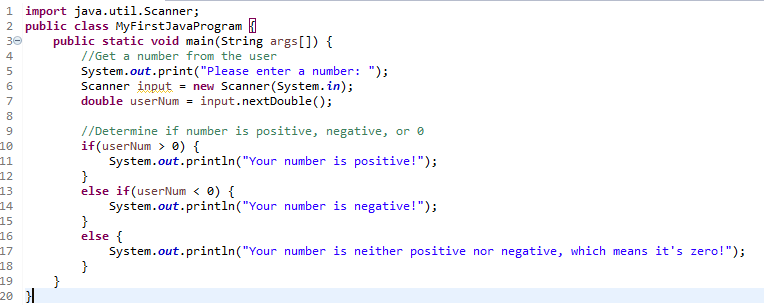 1 import java.util.Scanner;
2 public class MyFirstJavaProgram {
3 public static void main(String args[]) {
4 //Get a number from the user
5 System.out.print("Please enter a number: ");
6 Scanner input = new Scanner(System.in);
7 double userNum = input.nextDouble();
8
9 //Determine if number is positive, negative, or 0
10 if(userNum > 0) {
11 System.out.println("Your number is positive!");
12 }
13 else if(userNum < 0) {
14 System.out.println("Your number is negative!");
15 }
16 else {
17 System.out.println("Your number is neither positive nor negative, which means it's zero!");
18 }
19 }
20 }